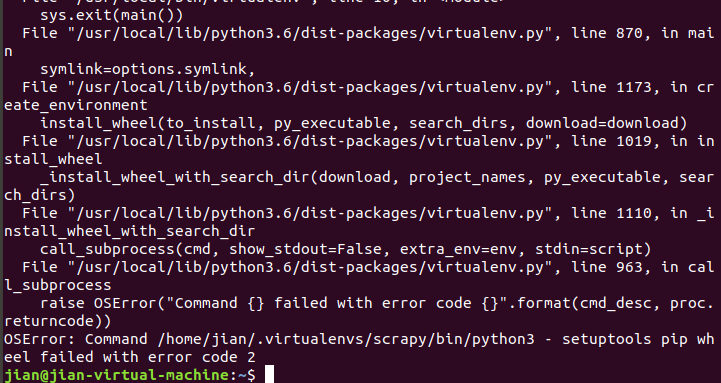 sys.exit(main())
  File "/usr/local/lib/python3.6/dist-packages/virtualenv.py", line 870, in mai
n
    symlink=options.symlink,
  File "/usr/local/lib/python3.6/dist-packages/virtualenv.py", line 1173, in cr
eate_environment
    install_wheel(to_install, py_executable, search_dirs, download=download)
  File "/usr/local/lib/python3.6/dist-packages/virtualenv.py", line 1019, in in
stall_wheel
    _install_wheel_with_search_dir(download, project_names, py_executable, sear
ch_dirs)
  File "/usr/local/lib/python3.6/dist-packages/virtualenv.py", line 1110, in _i
nstall_wheel_with_search_dir
    call_subprocess(cmd, show_stdout=False, extra_env=env, stdin=script)
  File "/usr/local/lib/python3.6/dist-packages/virtualenv.py", line 963, in cal
l_subprocess
    raise OSError("Command {} failed with error code {}".format(cmd_desc, proc.
returncode))
OSError: Command /home/jian/.virtualenvs/scrapy/bin/python3 - setuptools pip wh
eel failed with error code 2
jian@jian-virtual-machine:~$